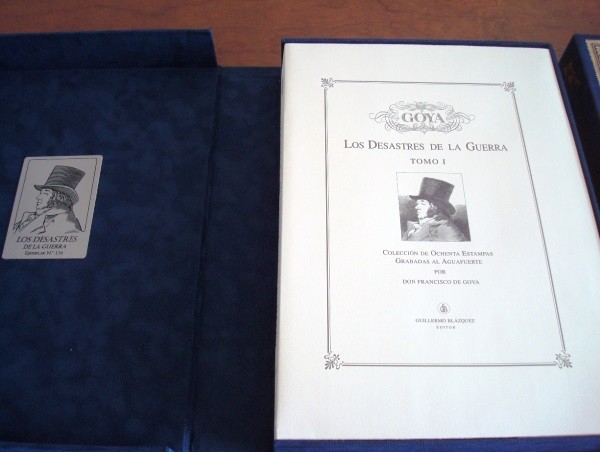 LOS DESASTRES
DE LA GUERRA
GOYA
LOS DESASTRES DE LA GUERRA
TOMO I
COLECCIÓN DE OCHENTA ESTAMPAS
GRABADAS AL AGUAFUERTE
POR
DON FRANCISCO DE GOYA
GUILLERMO BLÁZQUEZ
EDITOR